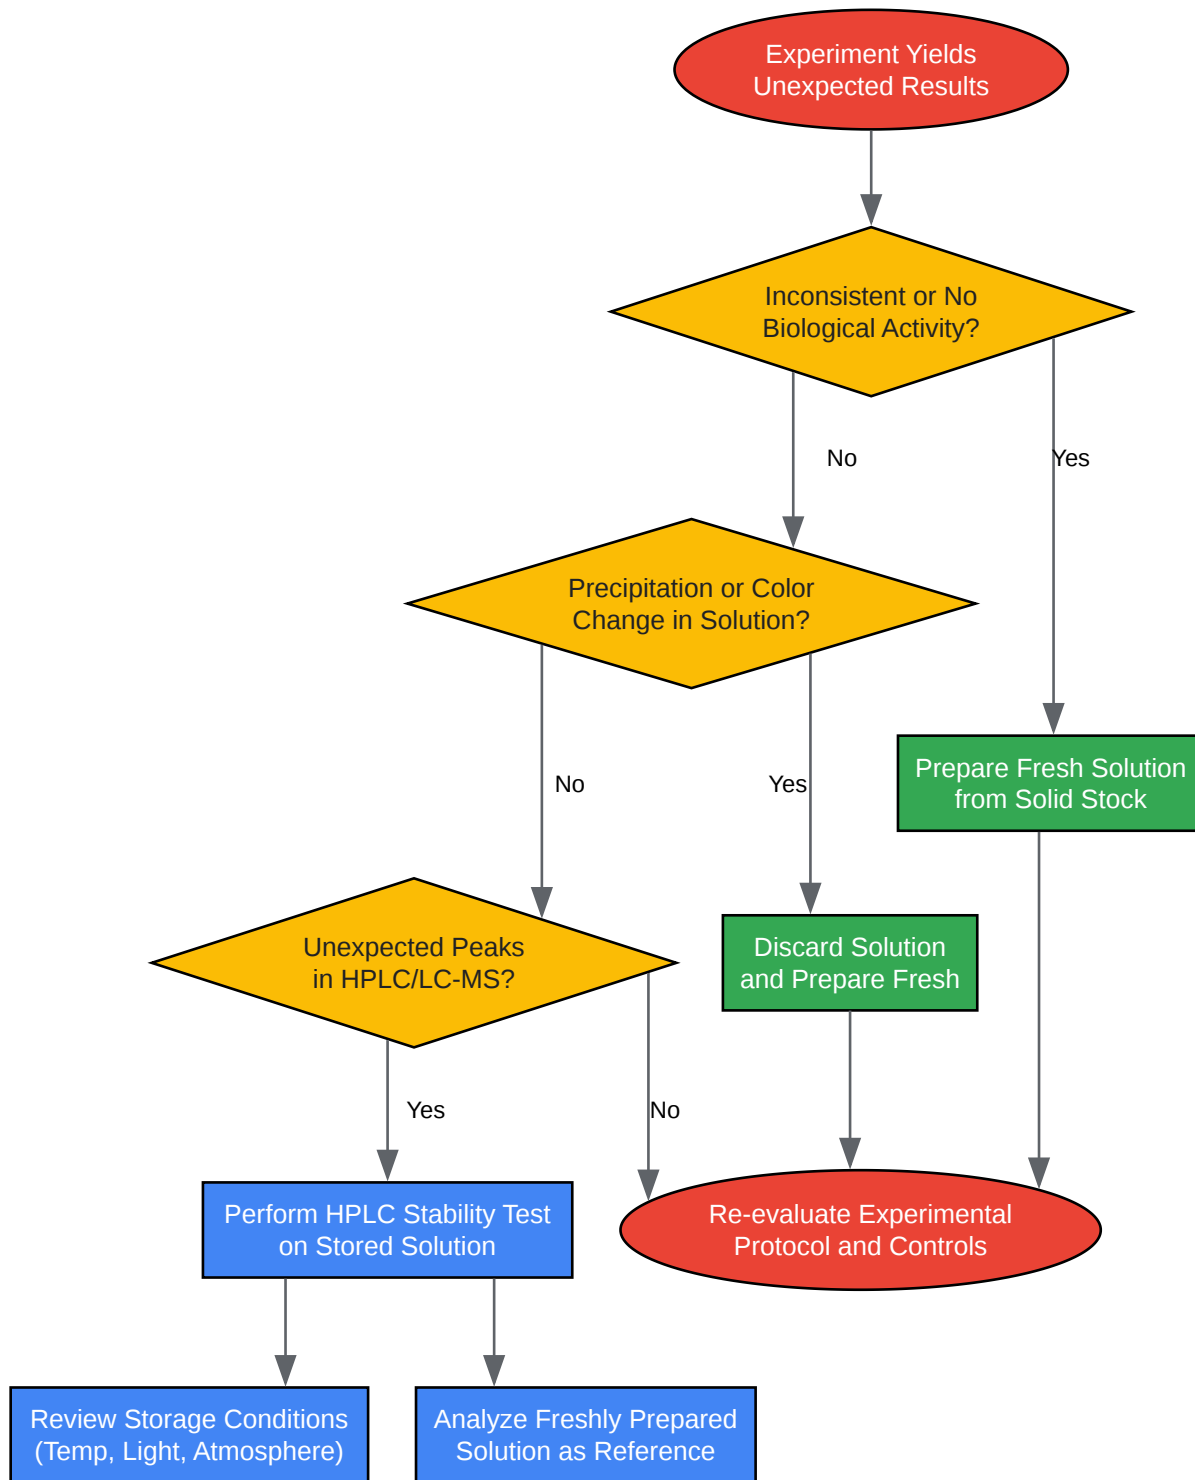 Experiment Yields
Unexpected Results
Inconsistent or No
Biological Activity?
No
Yes
Precipitation or Color
Change in Solution?
No
Yes
Prepare Fresh Solution
from Solid Stock
Unexpected Peaks
in HPLC/LC-MS?
Discard Solution
and Prepare Fresh
Yes
No
Perform HPLC Stability Test
on Stored Solution
Re-evaluate Experimental
Protocol and Controls
Review Storage Conditions
(Temp, Light, Atmosphere)
Analyze Freshly Prepared
Solution as Reference